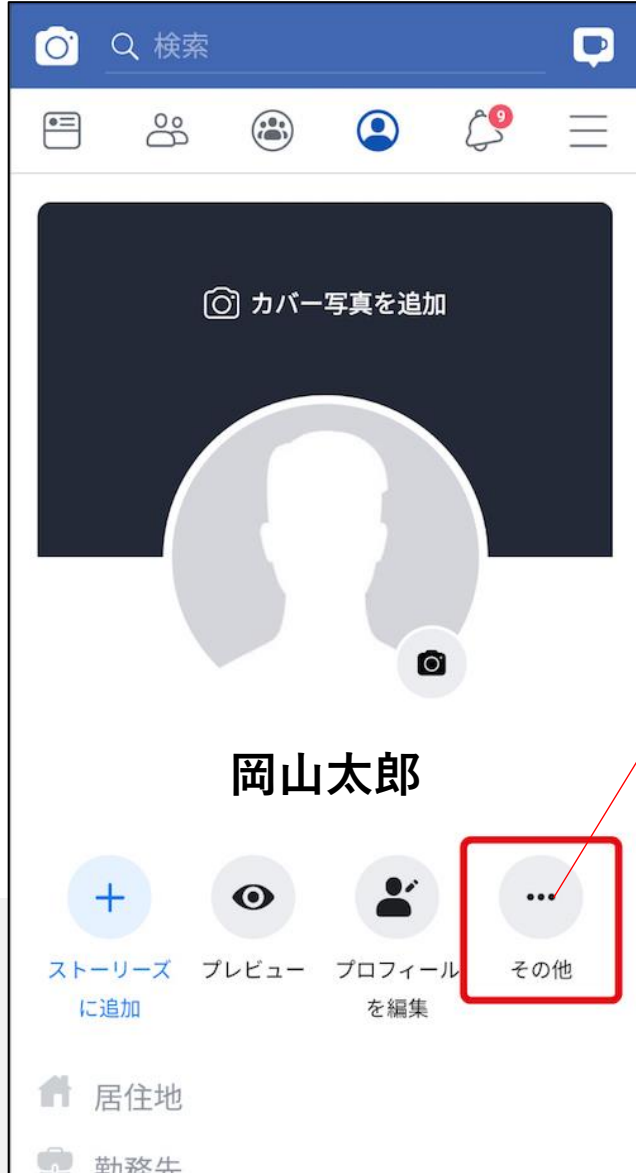 検索
9
カバー写真を追加
岡山太郎
ストーリーズ
に追加
プレビュー
プロフィール
を編集
その他
居住地
勤務先